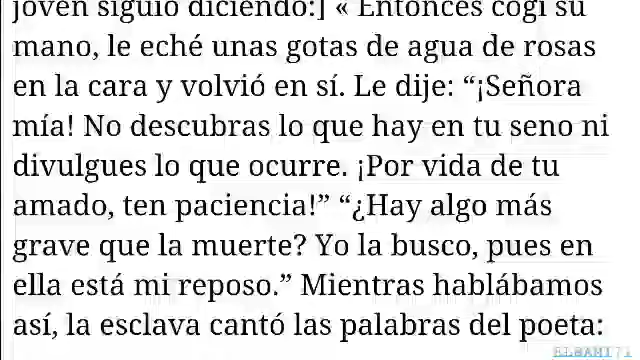 joven siguió diciendo:] « Entonces cogí su
mano, le eché unas gotas de agua de rosas
en la cara y volvió en sí. Le dije: “¡Señora
mía! No descubras lo que hay en tu seno ni
divulgues lo que ocurre. ¡Por vida de tu
amado, ten paciencia!” “¿Hay algo más
grave que la muerte? Yo la busco, pues en
ella está mi reposo.” Mientras hablábamos
así, la esclava cantó las palabras del poeta: